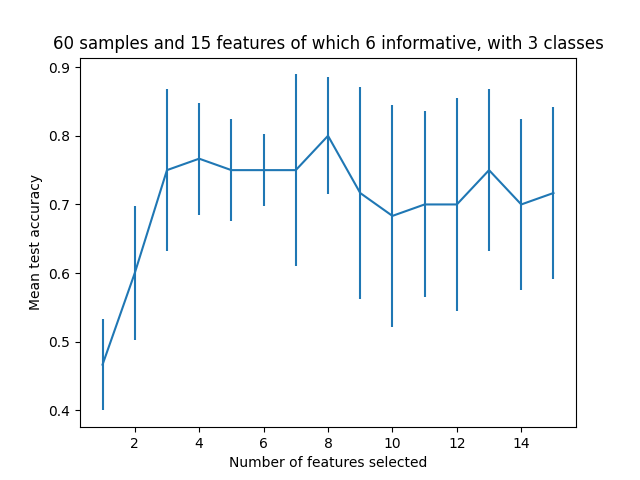 60 samples and 15 features of which 6 informative, with 3 classes
0.9
0.8
0.7
0.6
0.5
0.4
Mean test accuracy
2 4 6 8 10 12 14
Number of features selected